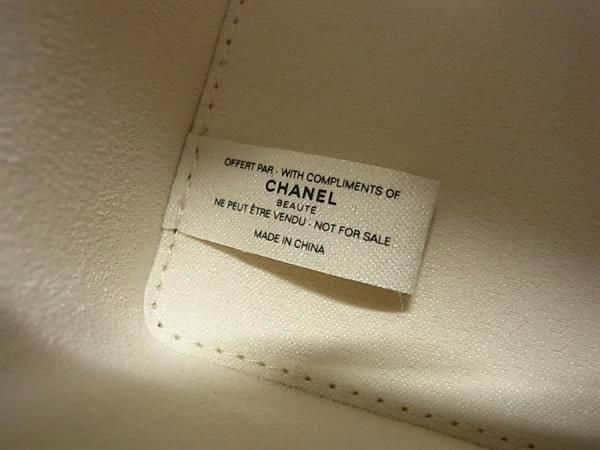 OFFERT PAR - WITH COMPLIMENTS OF
CHANEL
BEAUTÉ
NE PEUT ÊTRE VENDU - NOT FOR SALE
MADE IN CHINA